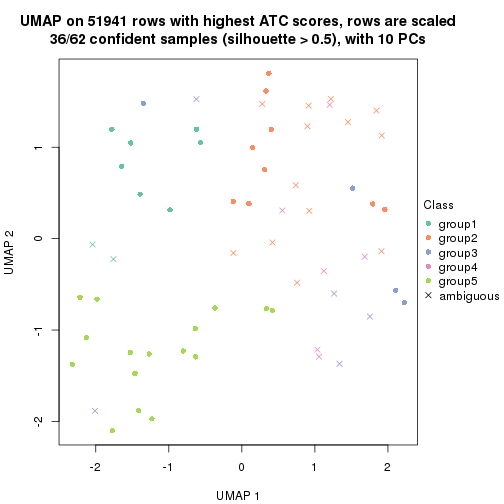 UMAP on 51941 rows with highest ATC scores, rows are scaled
36/62 confident samples (silhouette > 0.5), with 10 PCs
1
0
-1
-2
UMAP 2
-2
-1
0
1
2
UMAP 1
Class
group1
group2
group3
group4
group5
ambiguous